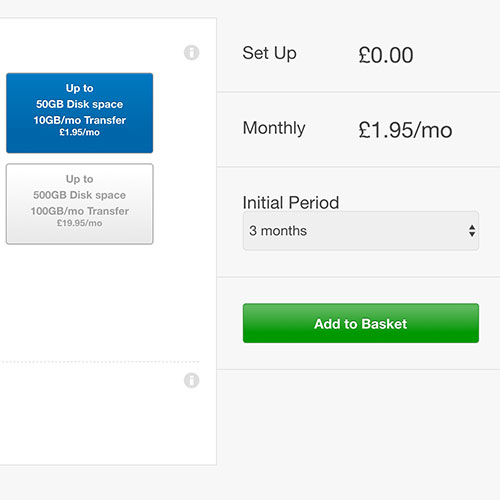 Up to
50GB Disk space
10GB/mo Transfer
£1.95/mo
Up to
500GB Disk space
100GB/mo Transfer
£19.95/mo
Set Up £0.00
Monthly £1.95/mo
Initial Period
3 months
Add to Basket